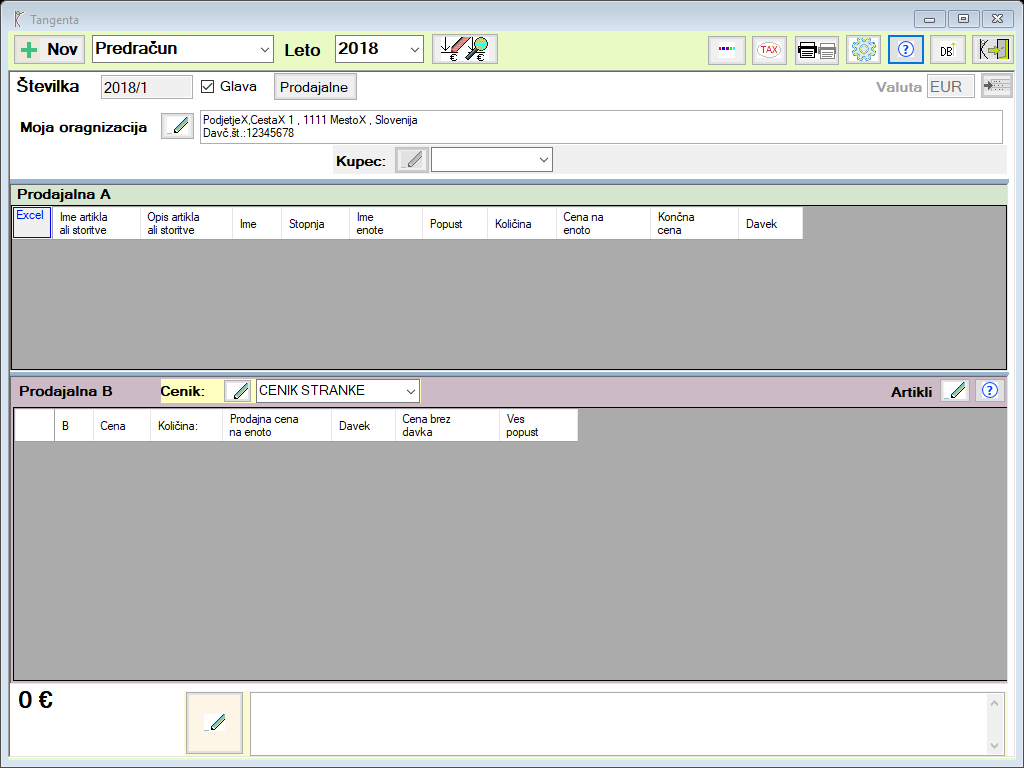 Tangenta
Nov Predračun Leto 2018 € € TAX DB
Številka 2018/1 Glava Prodajalne Valuta EUR
Moja oragnizacija
PodjetjeX,CestaX 1 , 1111 MestoX , Slovenija
Davč.št.:12345678
Kupec:
Prodajalna A
Excel
Ime artikla
ali storitve
Opis artikla
ali storitve
Ime
Stopnja
Ime
enote
Popust
Količina
Cena na
enoto
Končna
cena
Davek
Prodajalna B Cenik: CENIK STRANKE Artikli ?
B
Cena
Količina:
Prodajna cena
na enoto
Davek
Cena brez
davka
Ves
popust
0 €